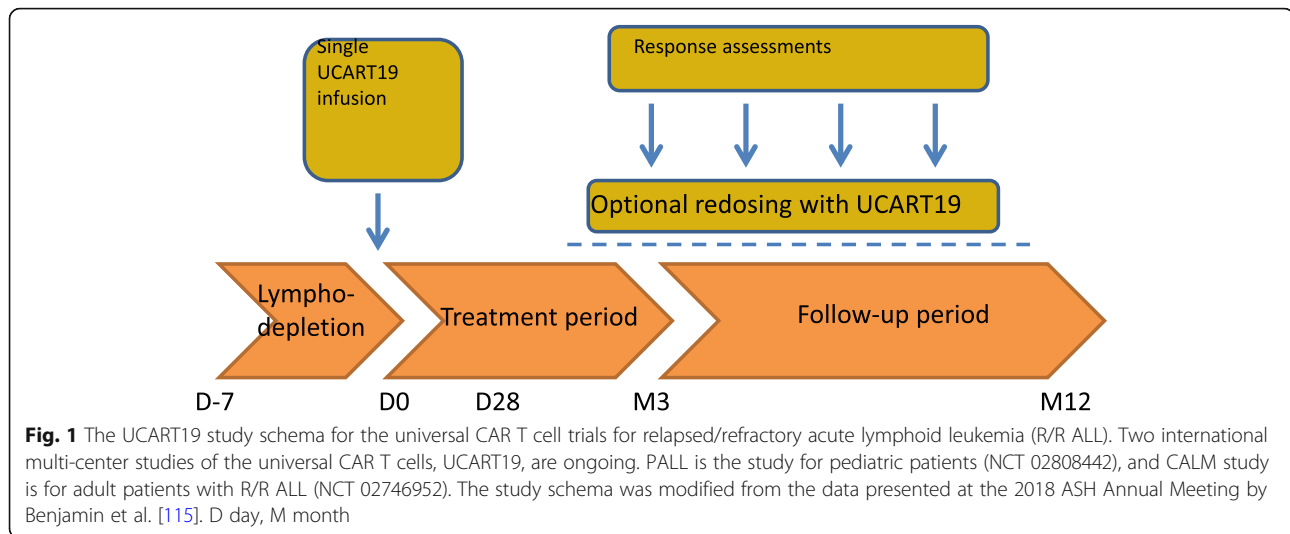 Single
UCART19
infusion
Response assessments
Optional redosing with UCART19
Lympho-
depletion
Treatment period
Follow-up period
D-7
D0
D28
M3
M12
Fig. 1 The UCART19 study schema for the universal CAR T cell trials for relapsed/refractory acute lymphoid leukemia (R/R ALL). Two international
multi-center studies of the universal CAR T cells, UCART19, are ongoing. PALL is the study for pediatric patients (NCT 02808442), and CALM study
is for adult patients with R/R ALL (NCT 02746952). The study schema was modified from the data presented at the 2018 ASH Annual Meeting by
Benjamin et al. [115]. D day, M month